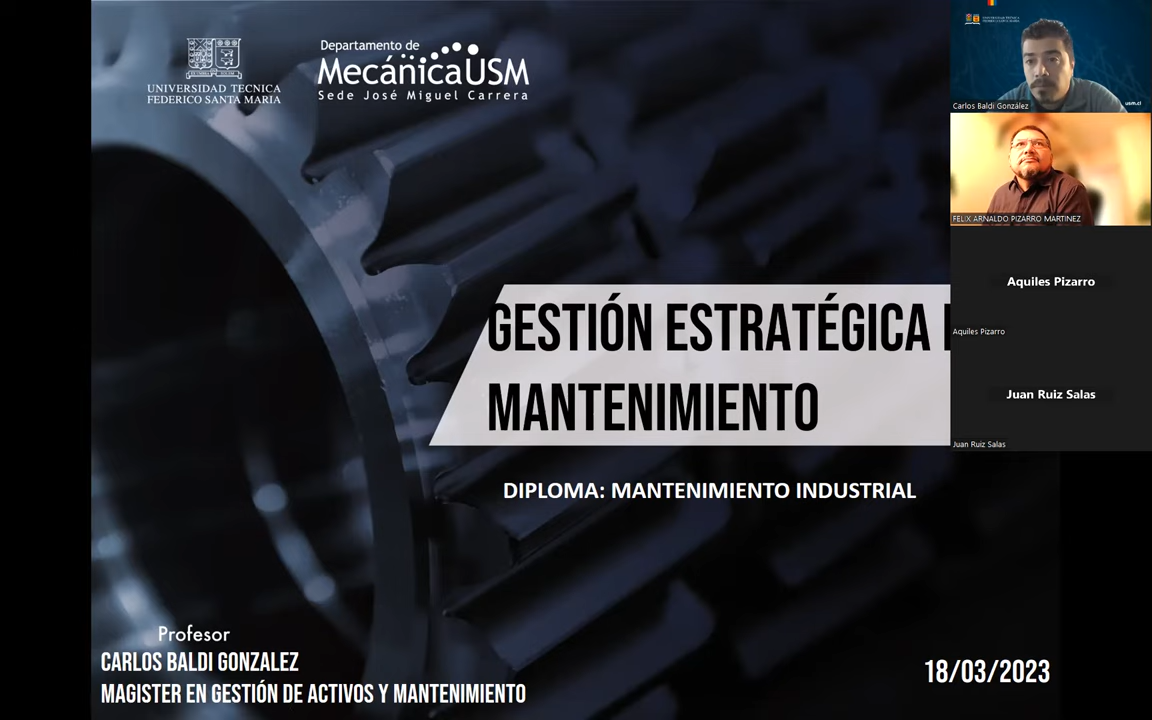 UNIVERSIDAD TECNICA
FEDERICO SANTA MARIA
Departamento de
MecánicaUSM
Sede José Miguel Carrera
GESTIÓN ESTRATÉGICA
MANTENIMIENTO
DIPLOMA: MANTENIMIENTO INDUSTRIAL
Profesor
CARLOS BALDI GONZALEZ
MAGISTER EN GESTIÓN DE ACTIVOS Y MANTENIMIENTO
18/03/2023
Carlos Baldi González
usm.cl
FELIX ARNALDO PIZARRO MARTINEZ
Aquiles Pizarro
Aquiles Pizarro
Juan Ruiz Salas
Juan Ruiz Salas